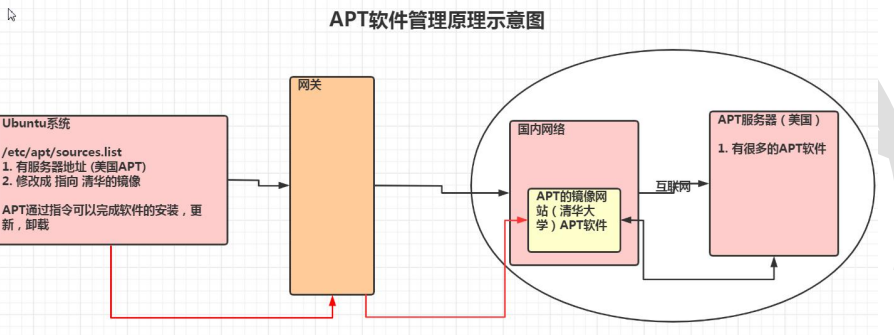 APT软件管理原理示意图
Ubuntu系统
/etc/apt/sources.list
1. 有服务器地址 (美国APT)
2. 修改成 指向 清华的镜像
APT通过指令可以完成软件的安装，更
新，卸载
网关
国内网络
APT的镜像网
站（清华大
学）APT软件
互联网
APT服务器（美国）
1. 有很多的APT软件